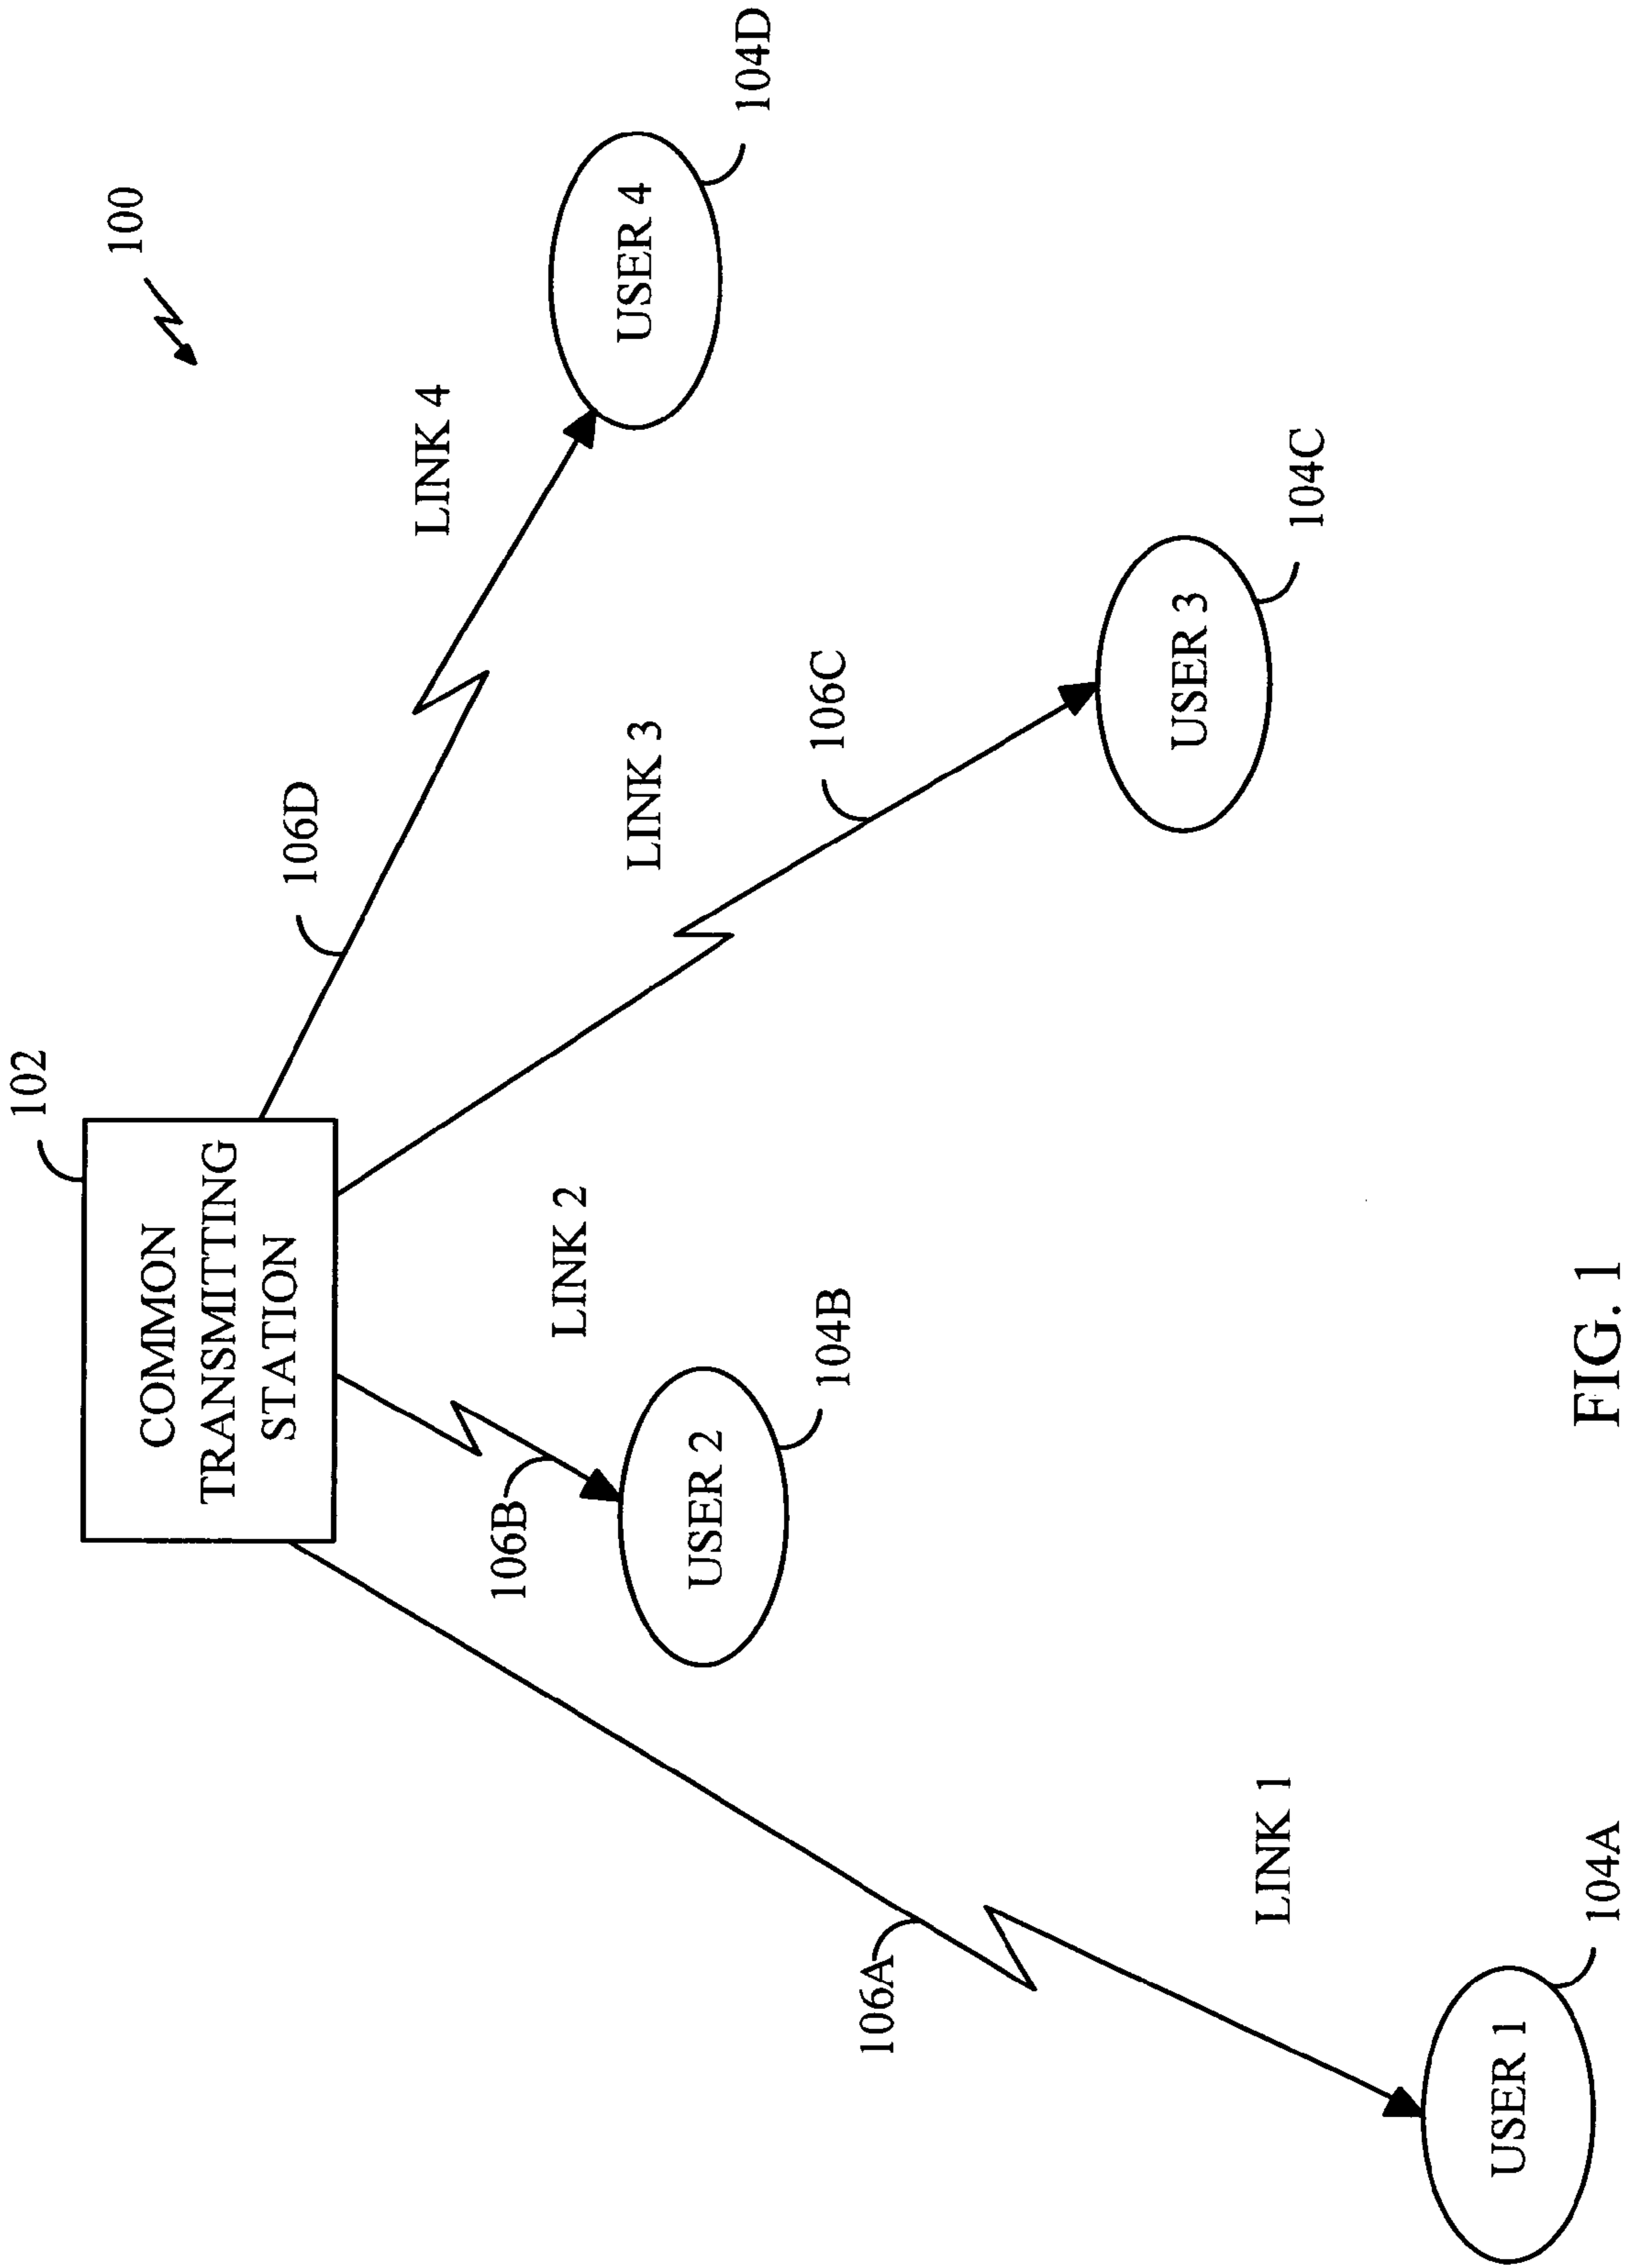 100
102
COMMON
TRANSMITTING
STATION
106D
LINK 4
USER 4
104D
LINK 3
106C
USER 3
104C
LINK 2
106B
USER 2
104B
106A
LINK 1
USER 1
104A
FIG. 1